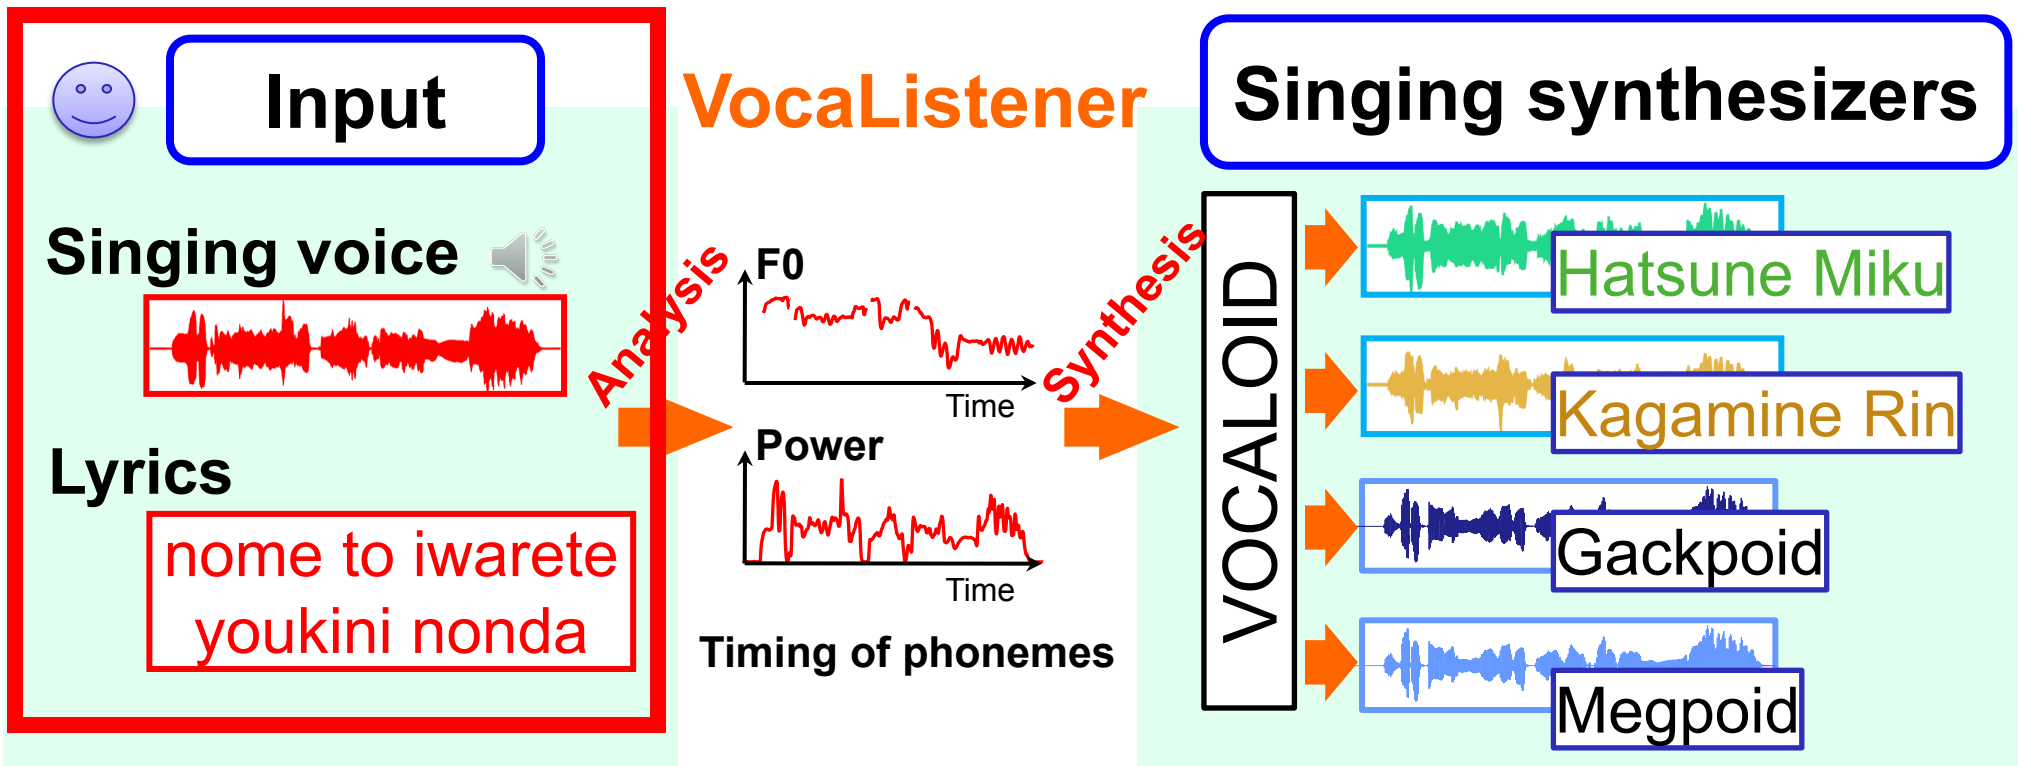 Input
VocaListener
Singing synthesizers
Singing voice
Lyrics
nome to iwarete
youkini nonda
Analysis
F0
Time
Power
Time
Timing of phonemes
Synthesis
VOCALOID
Hatsune Miku
Kagamine Rin
Gackpoid
Megpoid